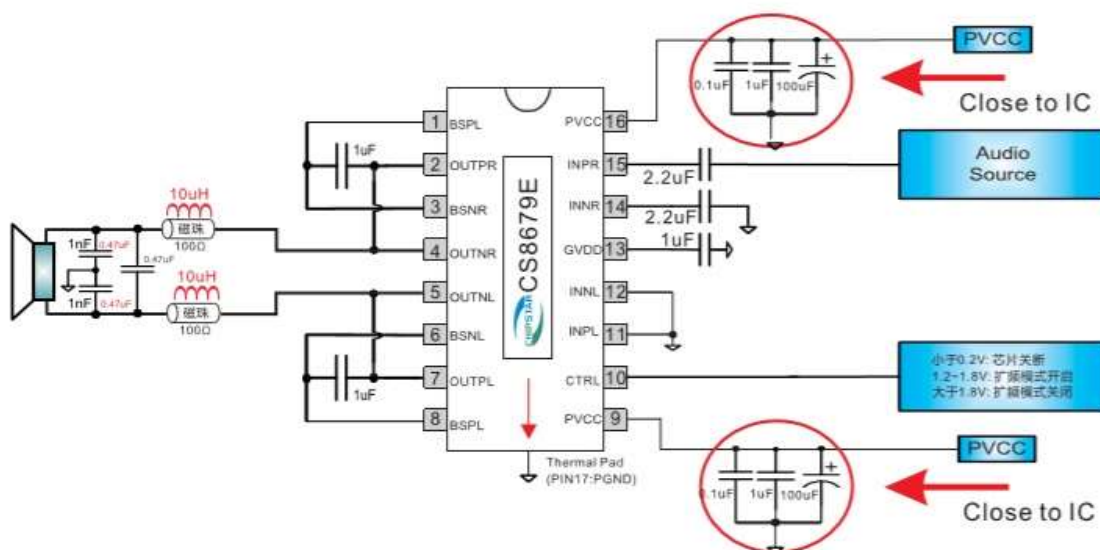 PVCC
0.1uF
1uF
100uF
+
Close to IC
1
BSPL
PVCC
16
1uF
2
OUTPR
INPR
15
2.2uF
Audio
Source
3
BSNR
INNR
14
2.2uF
10uH
磁珠
100Ω
4
OUTNR
GVDD
13
1uF
1nF
0.47uF
0.47uF
1nF
0.47uF
10uH
磁珠
100Ω
5
OUTNL
INNL
12
6
BSNL
INPL
11
1uF
7
OUTPL
CTRL
10
小于0.2V: 芯片关断
1.2~1.8V: 扩频模式开启
大于1.8V: 扩频模式关闭
8
BSPL
PVCC
9
CS8679E
CHIPSTAR
Thermal Pad
(PIN17:PGND)
PVCC
0.1uF
1uF
100uF
+
Close to IC